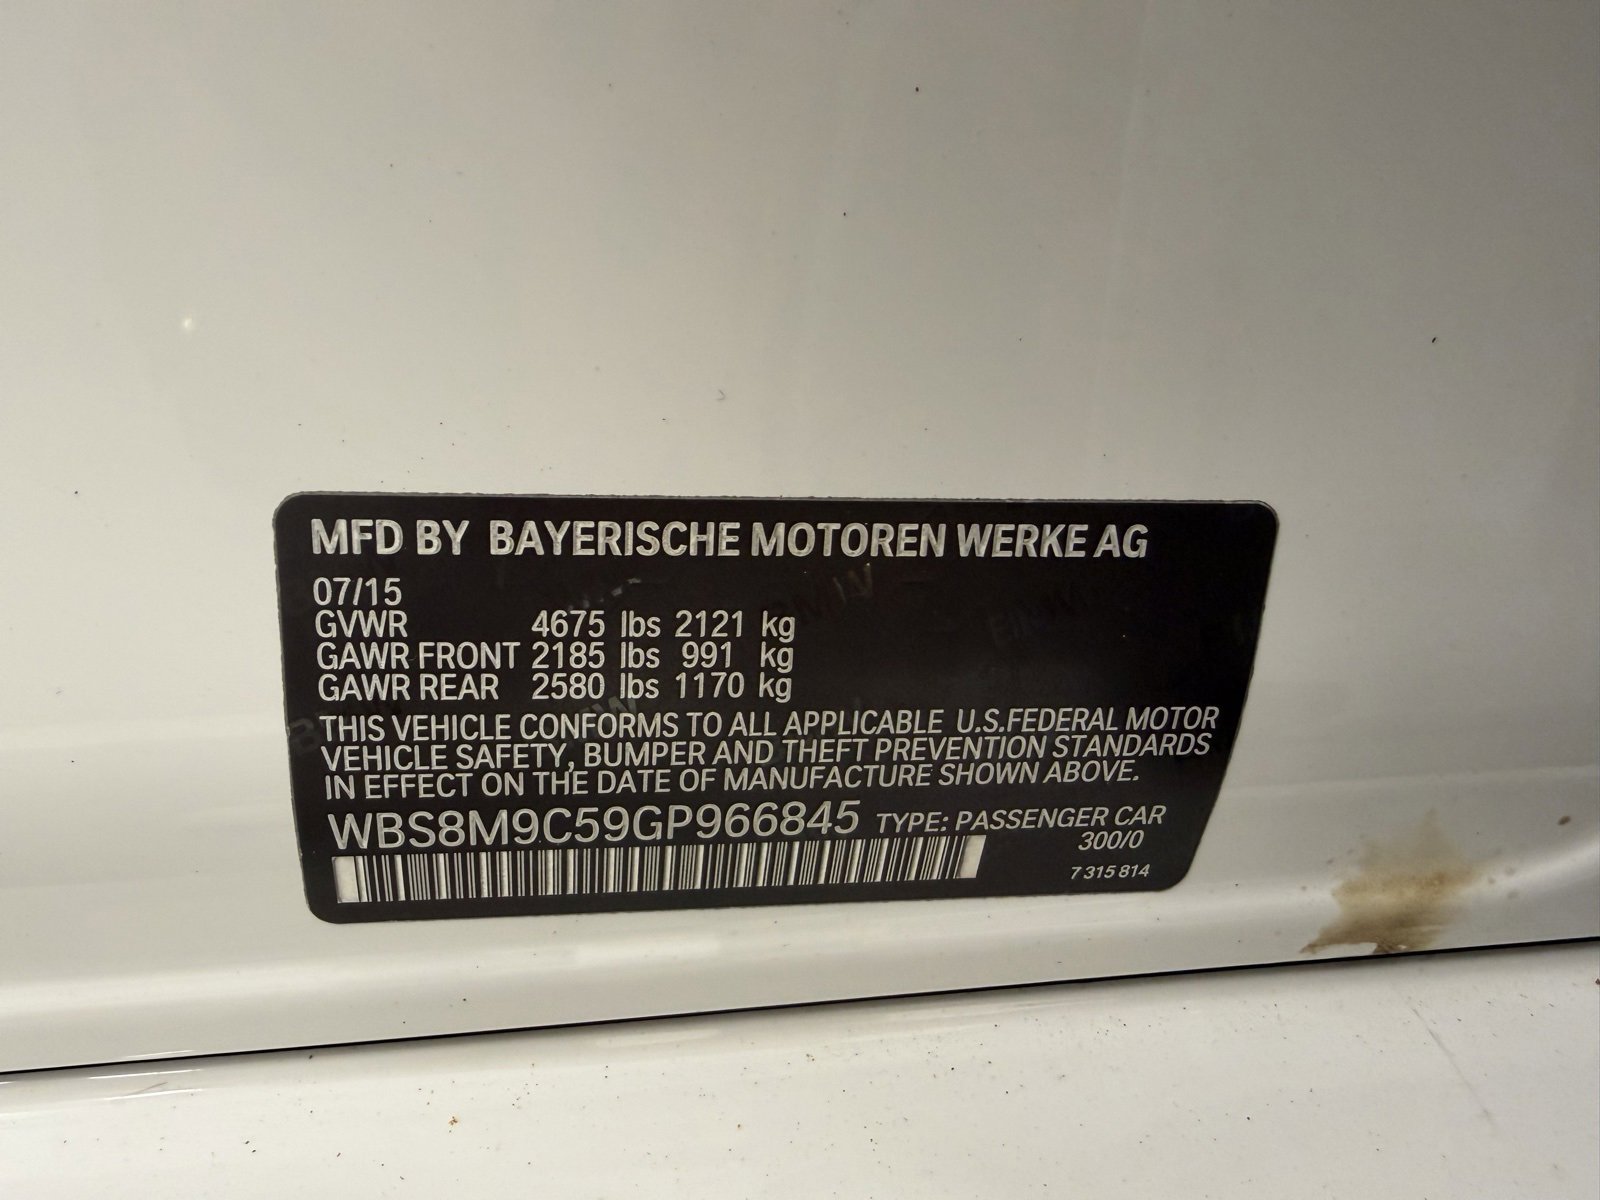 MFD BY BAYERISCHE MOTOREN WERKE AG
07/15
GVWR 4675 lbs 2121 kg
GAWR FRONT 2185 lbs 991 kg
GAWR REAR 2580 lbs 1170 kg
THIS VEHICLE CONFORMS TO ALL APPLICABLE U.S.FEDERAL MOTOR
VEHICLE SAFETY, BUMPER AND THEFT PREVENTION STANDARDS
IN EFFECT ON THE DATE OF MANUFACTURE SHOWN ABOVE.
WBS8M9C59GP966845 TYPE: PASSENGER CAR
300/0
7 315 814